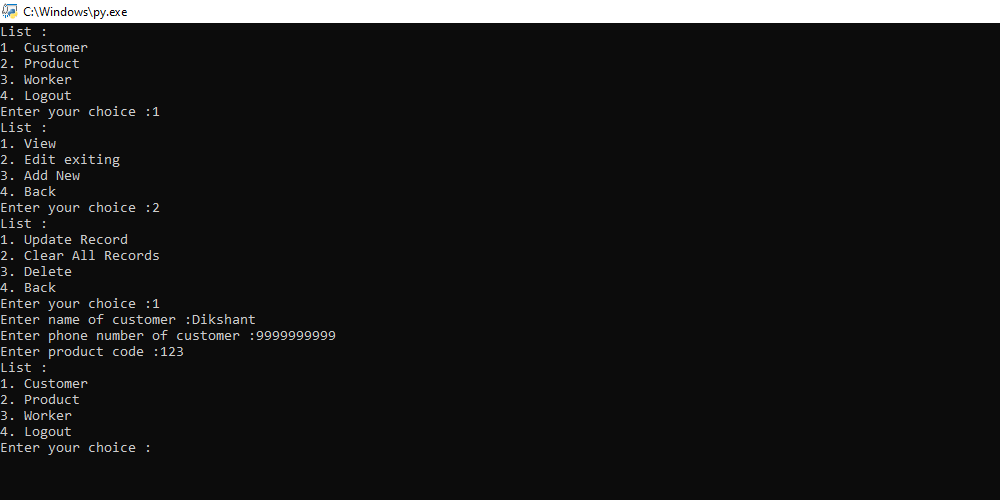 C:\Windows\py.exe
List :
1. Customer
2. Product
3. Worker
4. Logout
Enter your choice :1
List :
1. View
2. Edit exiting
3. Add New
4. Back
Enter your choice :2
List :
1. Update Record
2. Clear All Records
3. Delete
4. Back
Enter your choice :1
Enter name of customer :Dikshant
Enter phone number of customer :9999999999
Enter product code :123
List :
1. Customer
2. Product
3. Worker
4. Logout
Enter your choice :